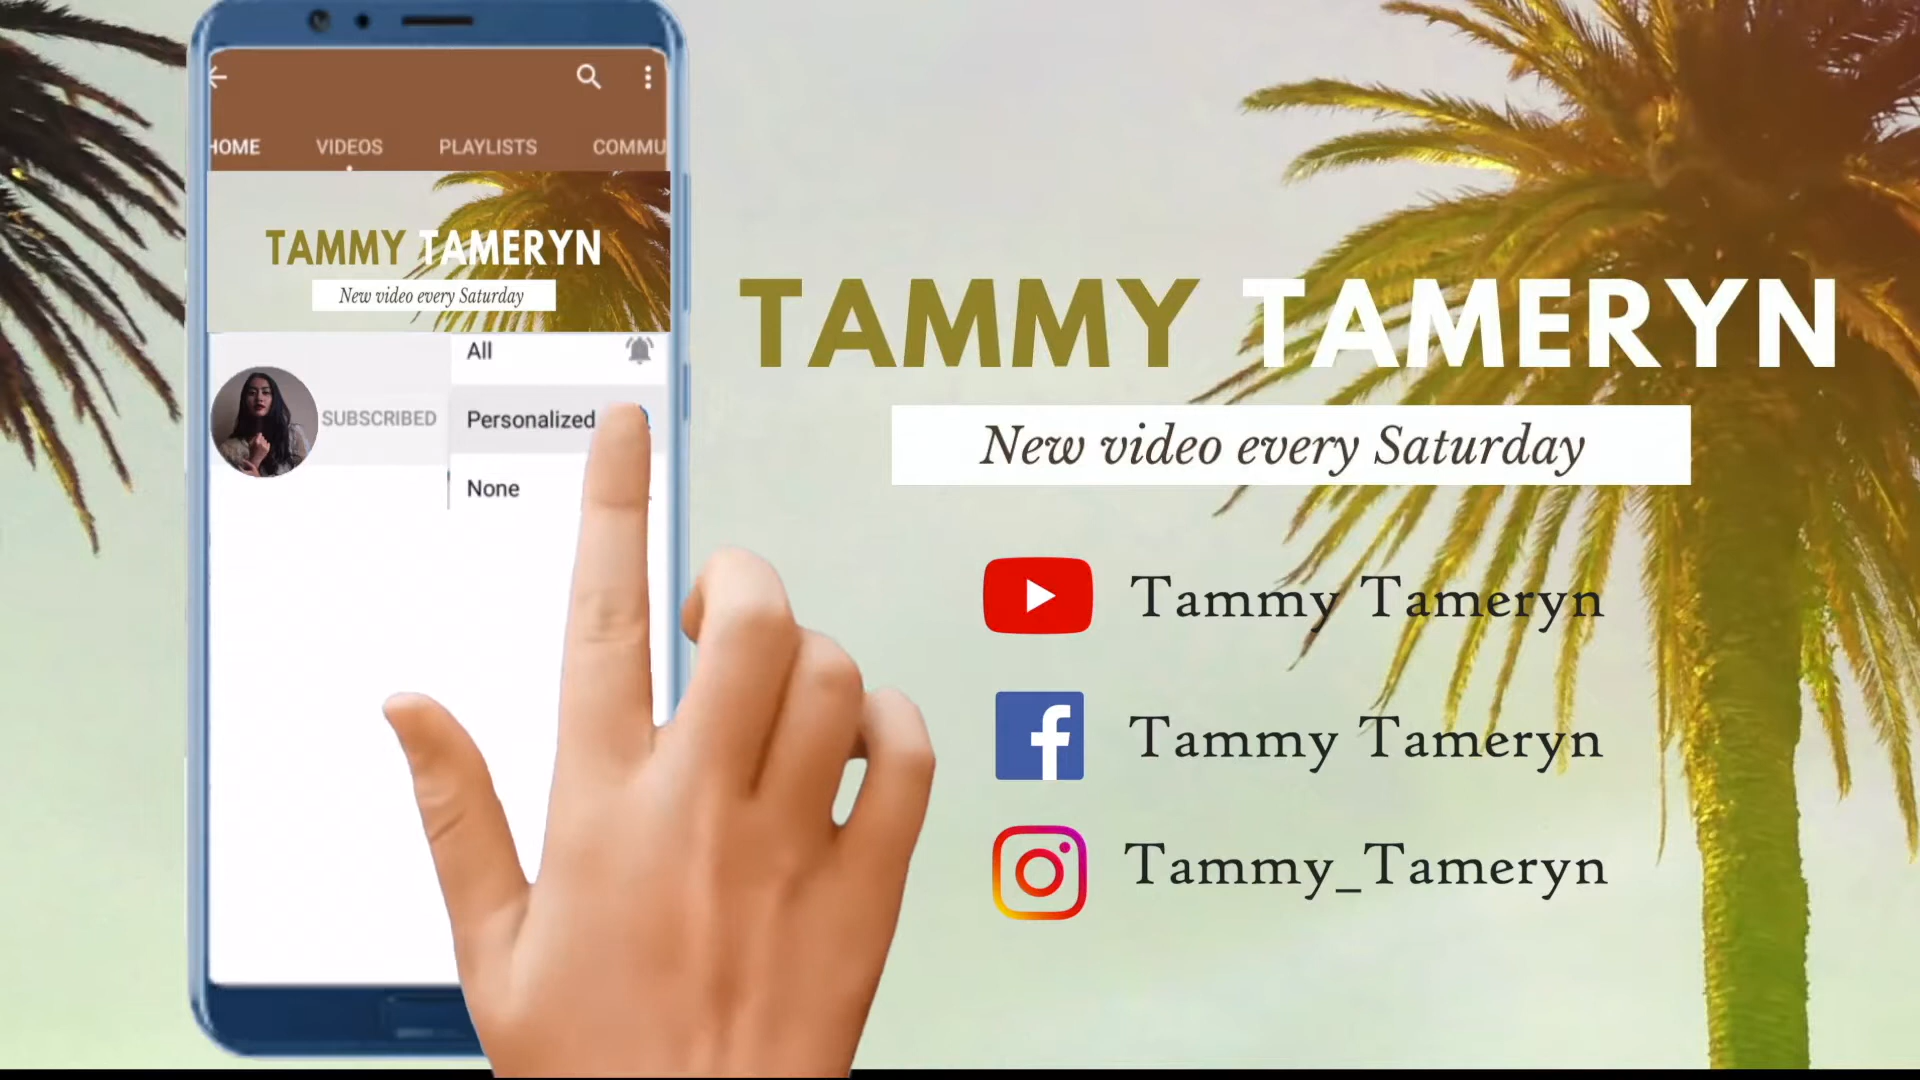 HOME VIDEOS PLAYLISTS COMMU
TAMMY TAMERYN
New video every Saturday
All
SUBSCRIBED
Personalized
None
TAMMY TAMERYN
New video every Saturday
Tammy Tameryn
Tammy Tameryn
Tammy_Tameryn